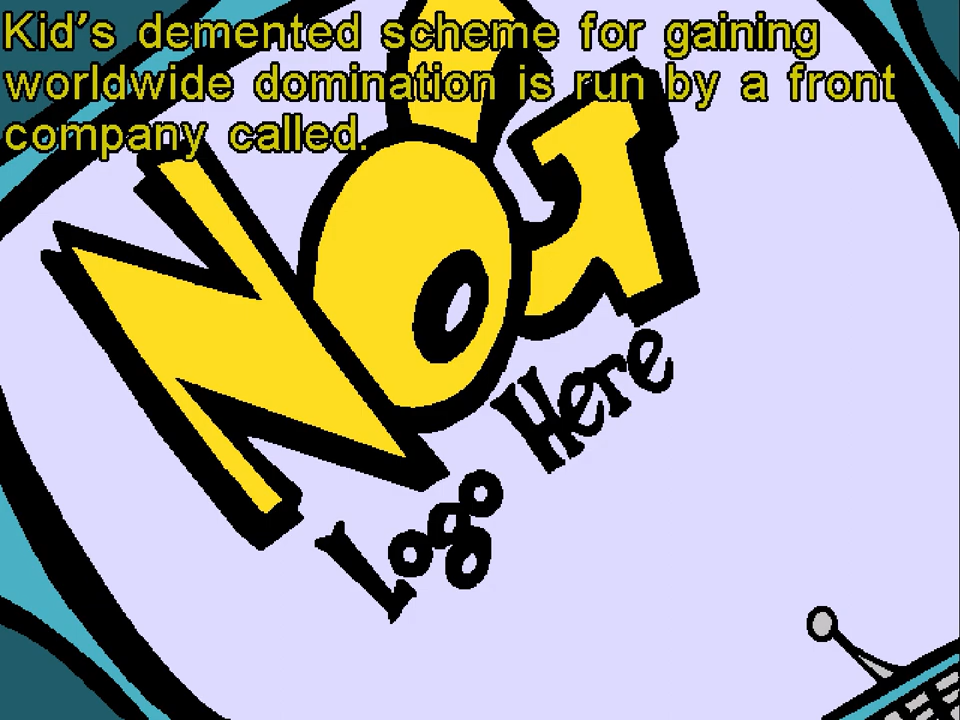 Kid's demented scheme for gaining
worldwide domination is run by a front
company called.
NOT
Logo Here